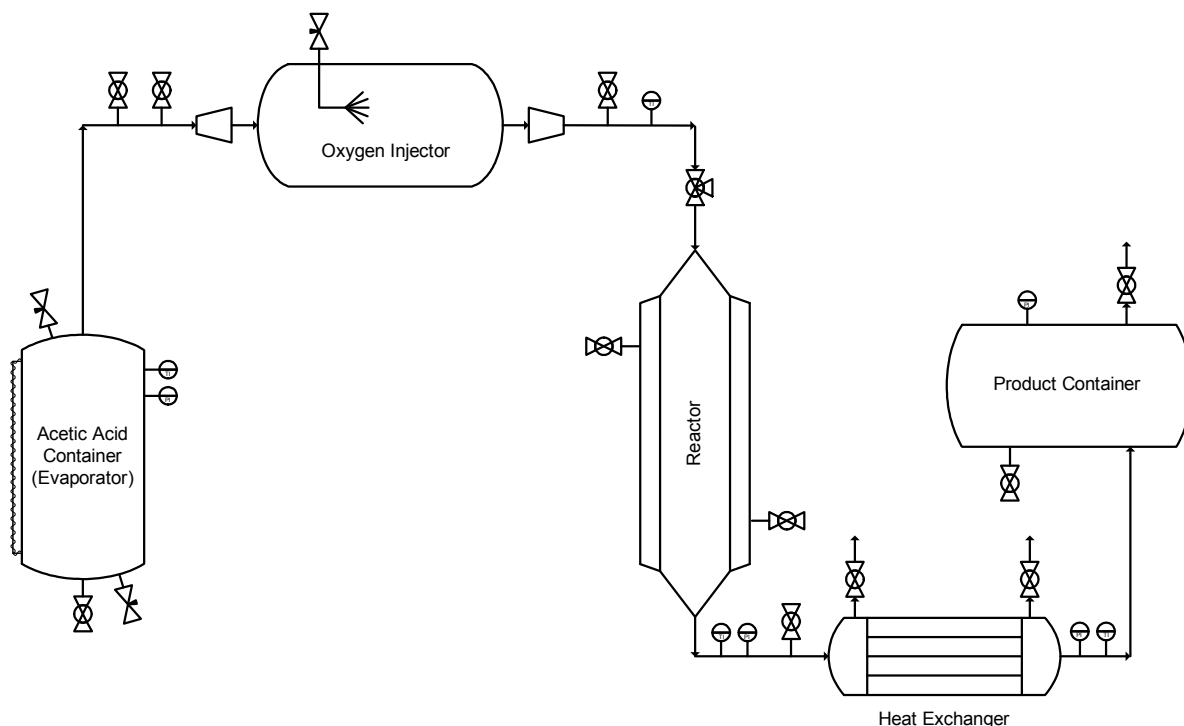 Oxygen Injector
Acetic Acid
Container
(Evaporator)
Reactor
Product Container
Heat Exchanger